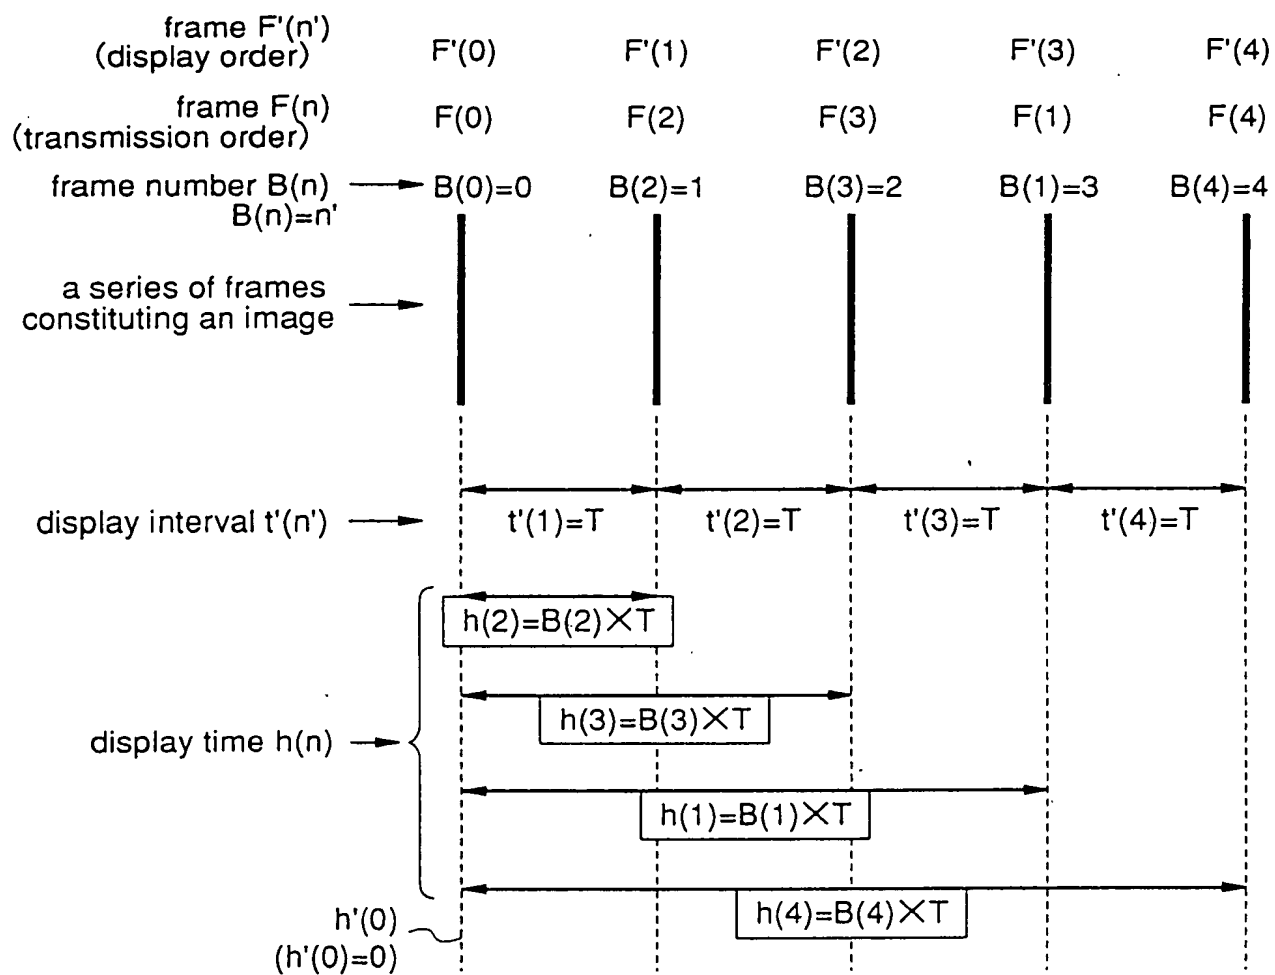 frame F'(n')
(display order)
F'(0) F'(1) F'(2) F'(3) F'(4)
frame F(n)
(transmission order)
F(0) F(2) F(3) F(1) F(4)
frame number B(n)
B(n)=n'
B(0)=0 B(2)=1 B(3)=2 B(1)=3 B(4)=4
a series of frames
constituting an image
display interval t'(n')
t'(1)=T t'(2)=T t'(3)=T t'(4)=T
h(2)=B(2)×T
h(3)=B(3)×T
display time h(n)
h(1)=B(1)×T
h(4)=B(4)×T
h'(0)
(h'(0)=0)